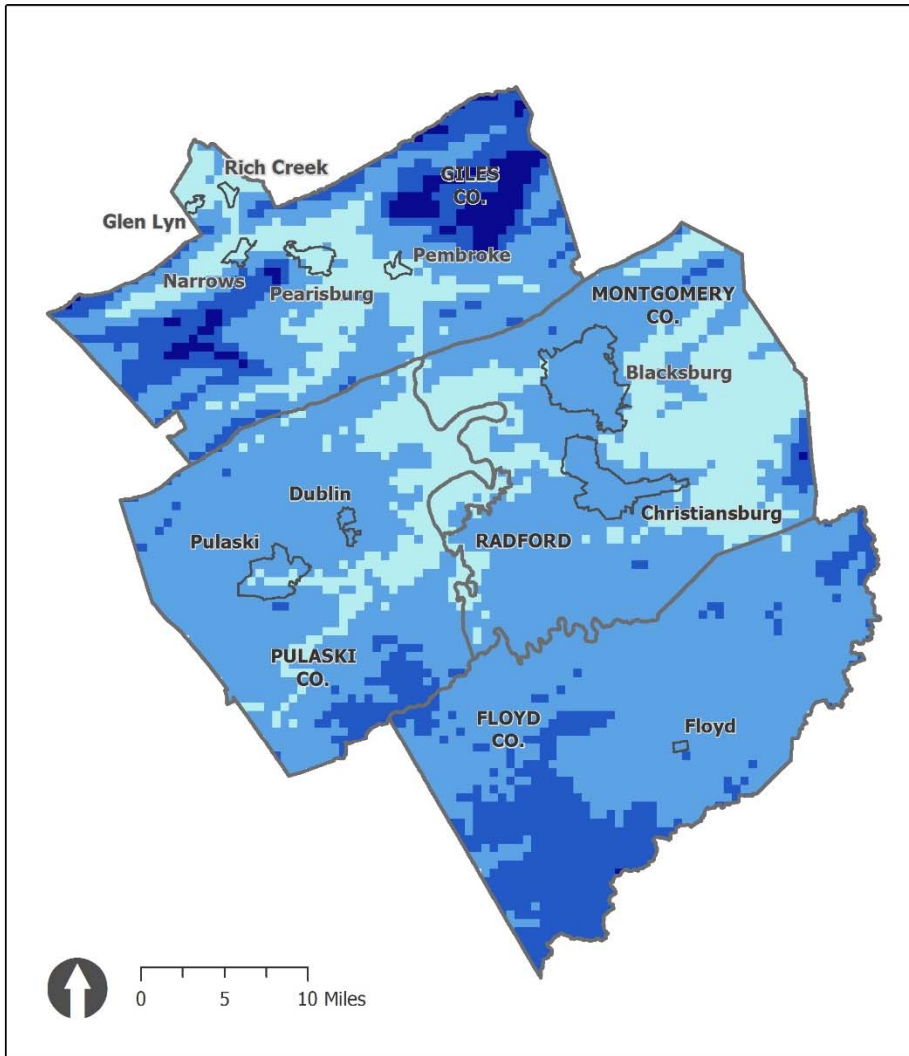 Rich Creek
GILES
CO.
Glen Lyn
Narrows
Pearisburg
Pembroke
MONTGOMERY
CO.
Blacksburg
Dublin
Pulaski
Christiansburg
RADFORD
PULASKI
CO.
FLOYD
CO.
Floyd
0 5 10 Miles